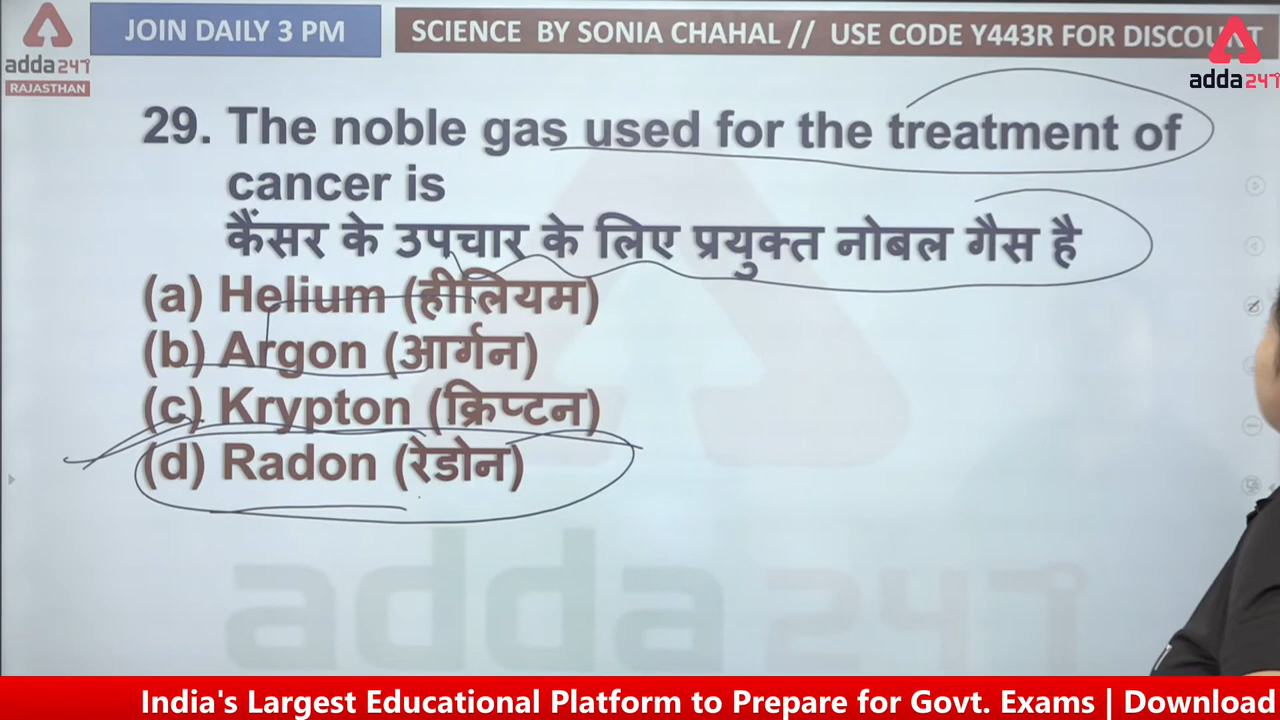 JOIN DAILY 3 PM
SCIENCE BY SONIA CHAHAL // USE CODE Y443R FOR DISCOUNT
adda247
RAJASTHAN
adda247
29. The noble gas used for the treatment of
cancer is
कैंसर के उपचार के लिए प्रयुक्त नोबल गैस है
(a) Helium (हीलियम)
(b) Argon (आर्गन)
(c) Krypton (क्रिप्टन)
(d) Radon (रेडोन)
adda247
India's Largest Educational Platform to Prepare for Govt. Exams | Download